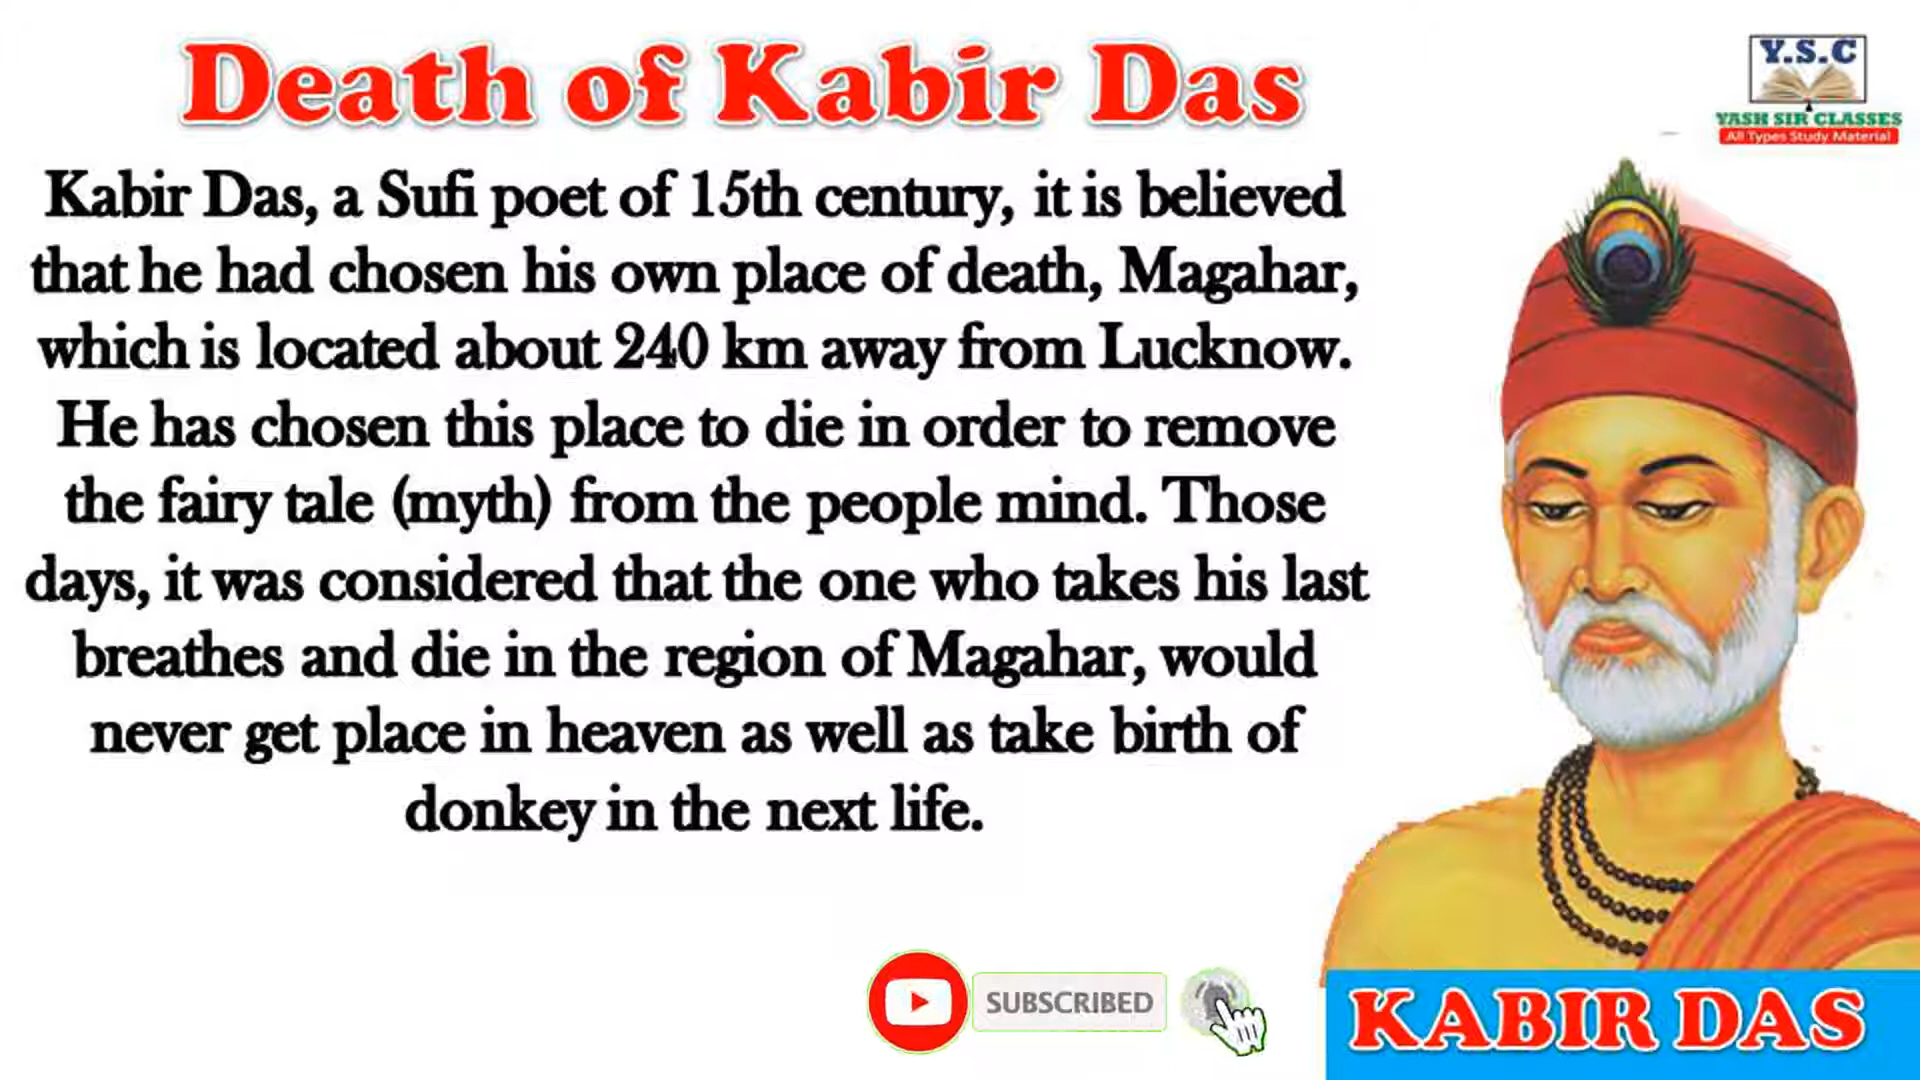 Death of Kabir Das
Y.S.C
YASH SIR CLASSES
All Types Study Material
Kabir Das, a Sufi poet of 15th century, it is believed
that he had chosen his own place of death, Magahar,
which is located about 240 km away from Lucknow.
He has chosen this place to die in order to remove
the fairy tale (myth) from the people mind. Those
days, it was considered that the one who takes his last
breathes and die in the region of Magahar, would
never get place in heaven as well as take birth of
donkey in the next life.
SUBSCRIBED
KABIR DAS